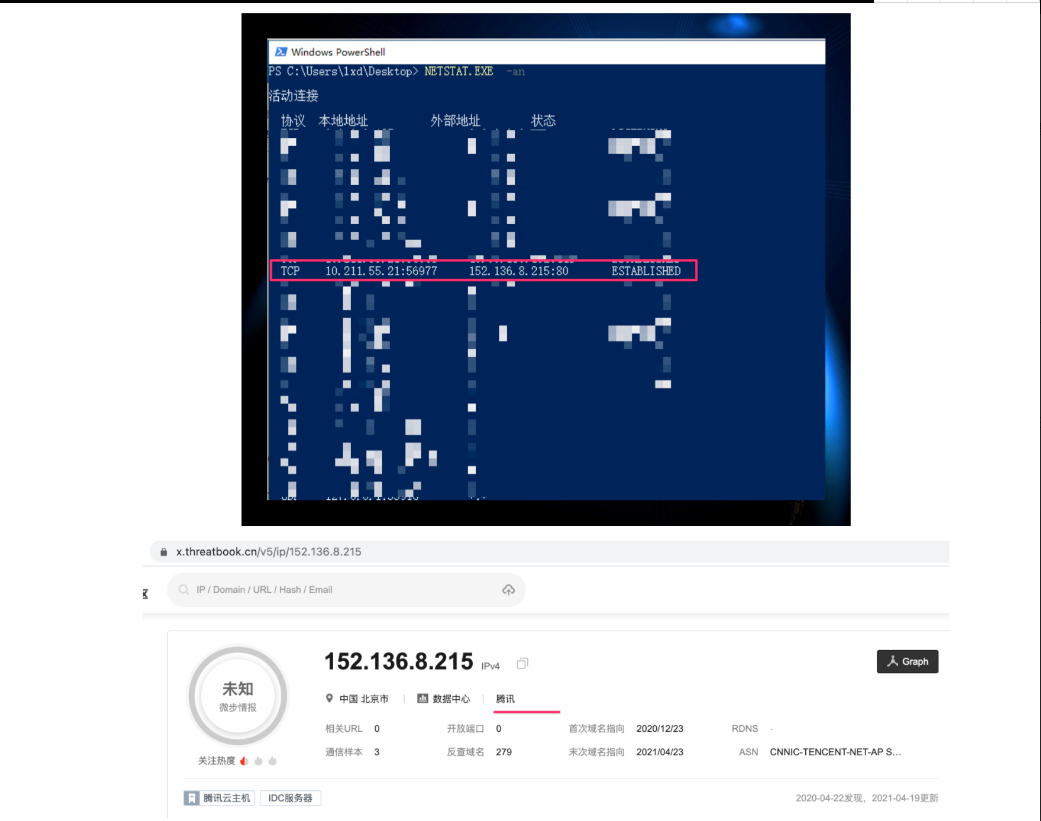 Windows PowerShell
PS C:\Users\lxd\Desktop> NETSTAT.EXE -an
活动连接
协议 本地地址 外部地址 状态
TCP 10.211.55.21:56977 152.136.8.215:80 ESTABLISHED
x.threatbook.cn/v5/ip/152.136.8.215
IP / Domain / URL / Hash / Email
152.136.8.215 IPv4
Graph
未知
微步情报
中国 北京市 数据中心 腾讯
相关URL 0 开放端口 0 首次域名指向 2020/12/23 RDNS -
通信样本 3 反查域名 279 末次域名指向 2021/04/23 ASN CNNIC-TENCENT-NET-AP S...
关注热度
腾讯云主机 IDC服务器 2020-04-22发现，2021-04-19更新